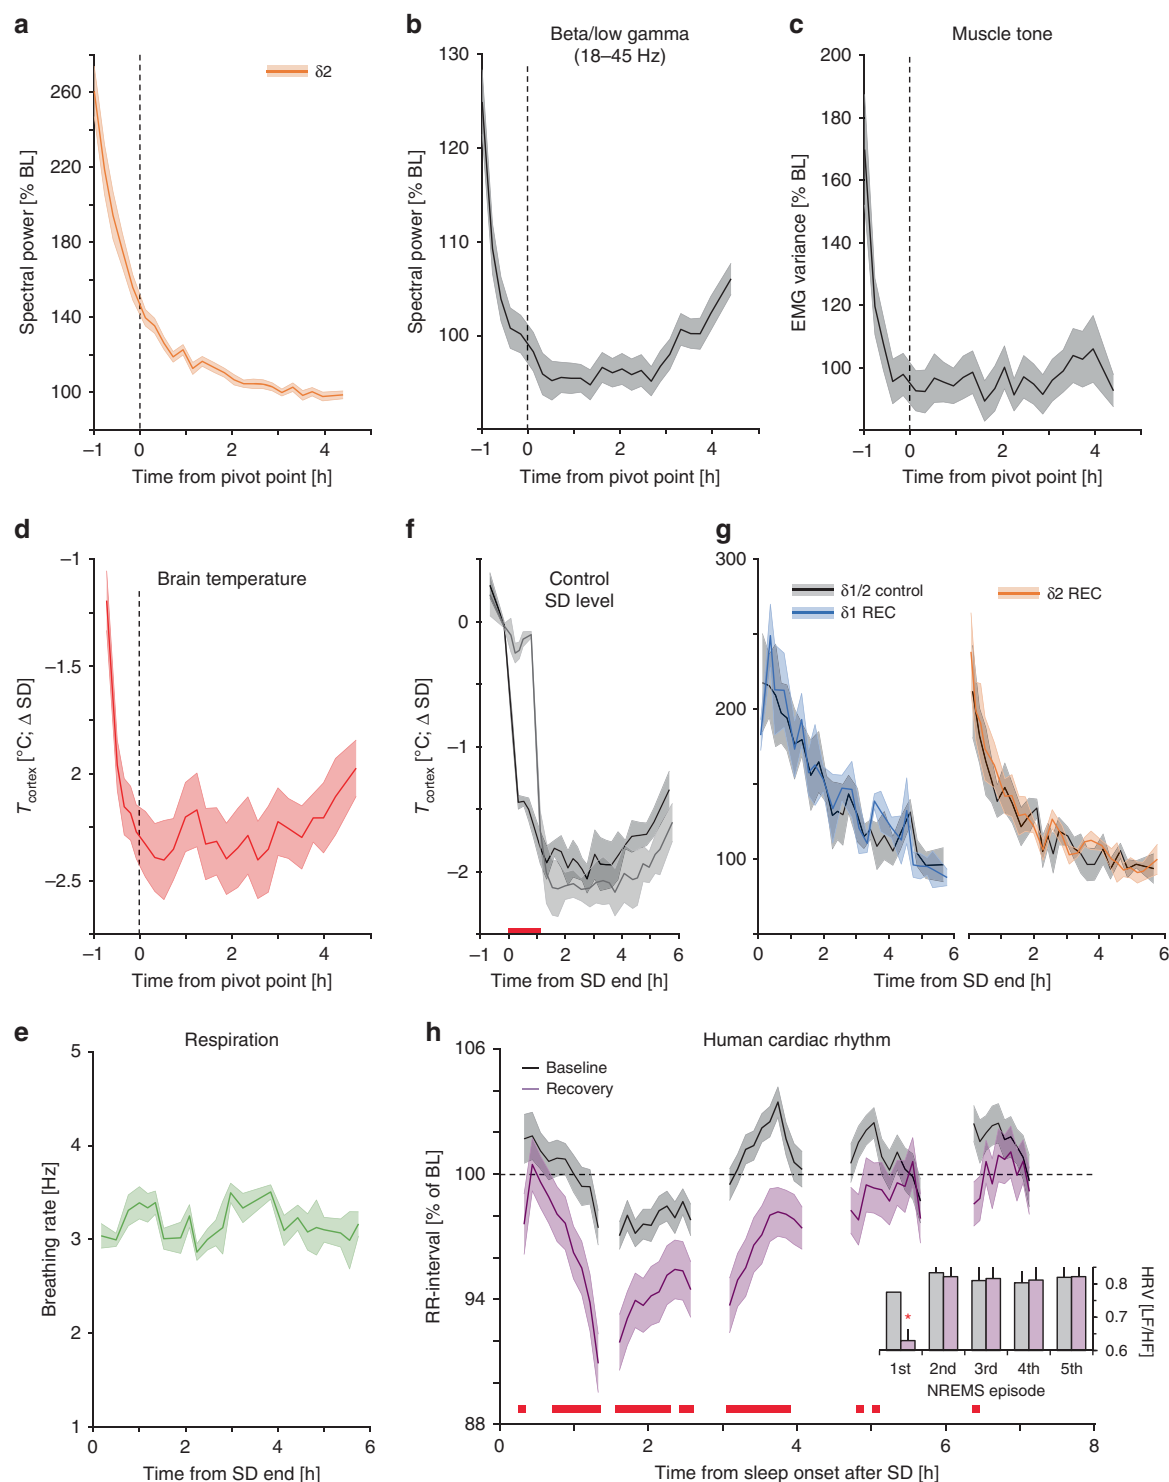 a
260
220
180
140
100
Spectral power [% BL]
δ2
−1
0
2
4
Time from pivot point [h]
b
Beta/low gamma
(18–45 Hz)
130
120
110
100
Spectral power [% BL]
−1
0
2
4
Time from pivot point [h]
c
Muscle tone
200
180
160
140
120
100
EMG variance [% BL]
−1
0
2
4
Time from pivot point [h]
d
Brain temperature
−1
−1.5
2
−2.5
Tcortex [°C; Δ SD]
−1
0
1
2
3
4
5
Time from pivot point [h]
f
Control
SD level
0
−1
−2
Tcortex [°C; Δ SD]
−1
0
2
4
6
Time from SD end [h]
g
300
200
100
δ1/2 control
δ1 REC
δ2 REC
0
2
4
6
2
4
6
Time from SD end [h]
e
Respiration
5
4
3
2
1
Breathing rate [Hz]
0
2
4
6
Time from SD end [h]
h
Human cardiac rhythm
106
100
94
88
RR-interval [% of BL]
Baseline
Recovery
*
0.8
0.7
0.6
HRV [LF/HF]
1st
2nd
3rd
4th
5th
NREMS episode
0
2
4
6
8
Time from sleep onset after SD [h]